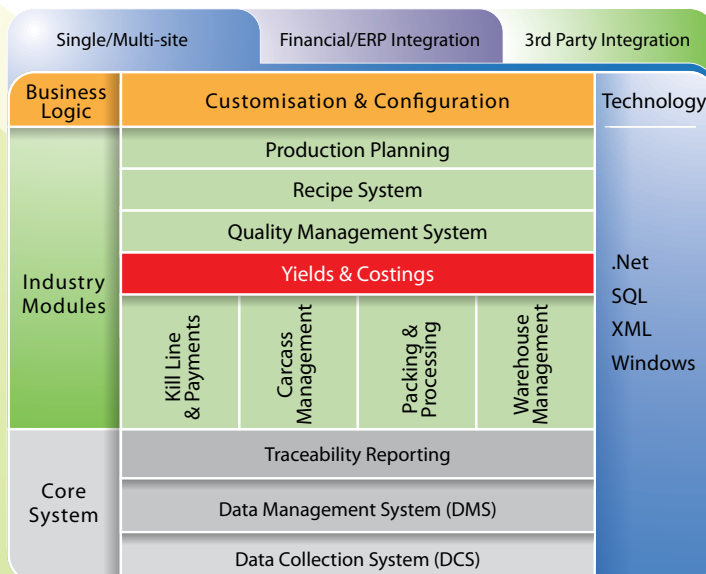 Single/Multi-site
Financial/ERP Integration
3rd Party Integration
Business
Logic
Customisation & Configuration
Technology
Production Planning
Recipe System
Quality Management System
Yields & Costings
Industry
Modules
Kill Line
& Payments
Carcass
Management
Packing &
Processing
Warehouse
Management
.Net
SQL
XML
Windows
Core
System
Traceability Reporting
Data Management System (DMS)
Data Collection System (DCS)